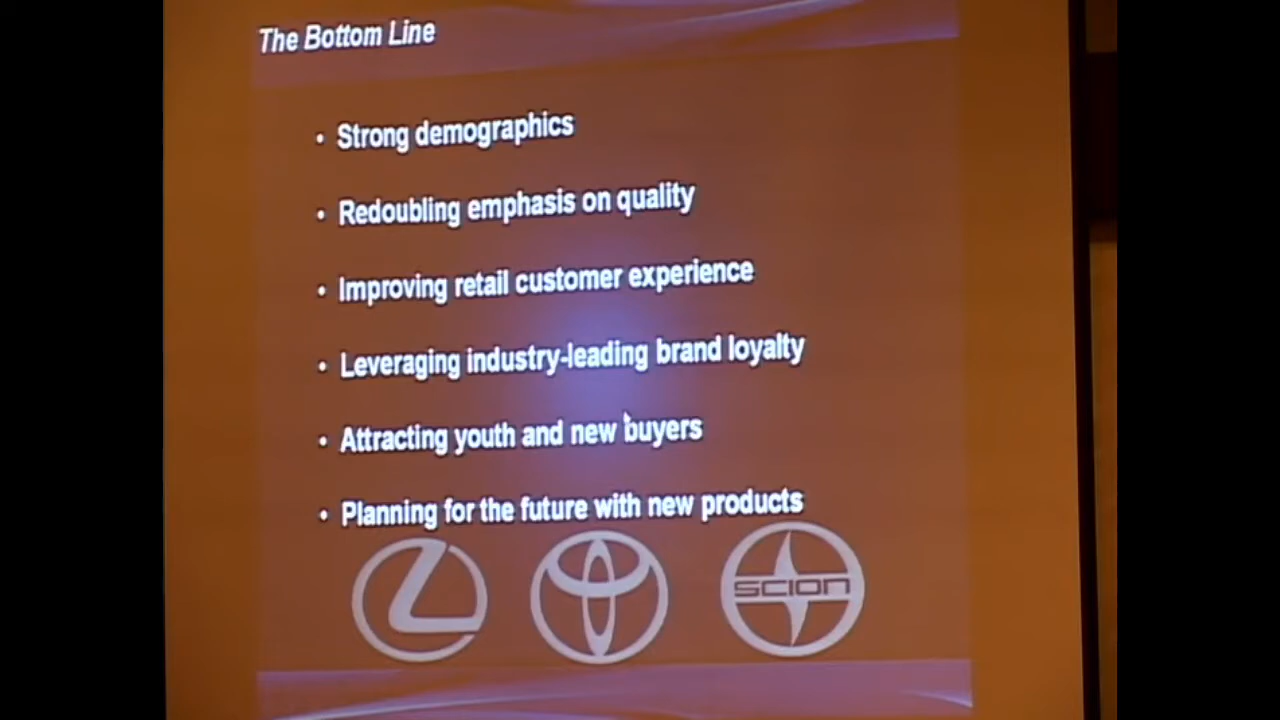 The Bottom Line
• Strong demographics
• Redoubling emphasis on quality
• Improving retail customer experience
• Leveraging industry-leading brand loyalty
• Attracting youth and new buyers
• Planning for the future with new products
SCION